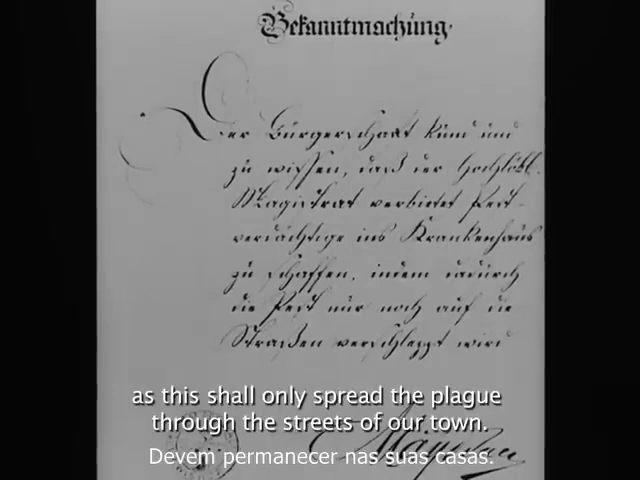 Bekanntmachung.
Der Bürgerschaft kund und
zu wissen, daß der Hochlöbl.
Magistrat verbietet Pest-
verdächtige ins Krankenhaus
zu schaffen, indem dadurch
die Pest nur noch auf die
Straßen verschleppt wird
as this shall only spread the plague
through the streets of our town.
Devem permanecer nas suas casas.